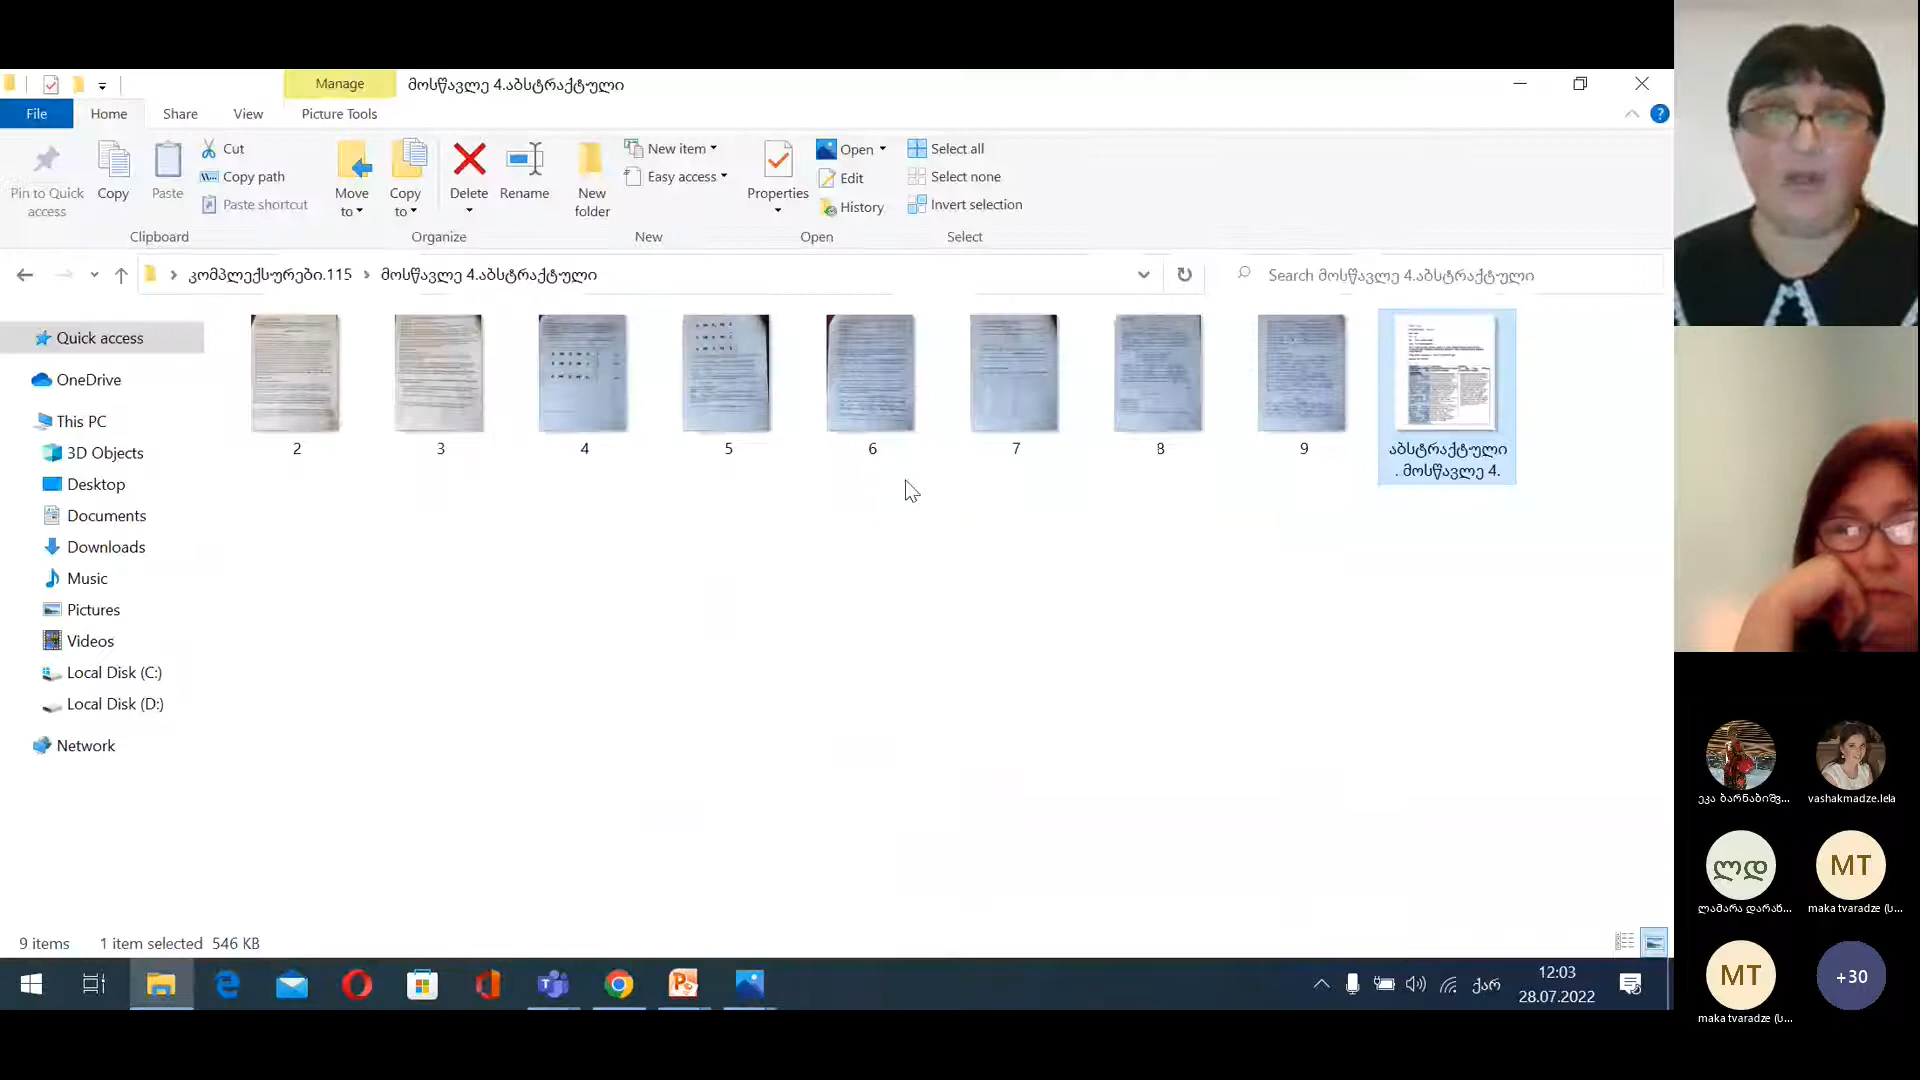 Manage
მოსწავლე 4.აბსტრაქტული
File
Home
Share
View
Picture Tools
Pin to Quick access
Copy
Paste
Cut
Copy path
Paste shortcut
Clipboard
Move to
Copy to
Delete
Rename
Organize
New folder
New item
Easy access
New
Properties
Open
Edit
History
Open
Select all
Select none
Invert selection
Select
კომპლექსურები.115
მოსწავლე 4.აბსტრაქტული
Search მოსწავლე 4.აბსტრაქტული
Quick access
OneDrive
This PC
3D Objects
Desktop
Documents
Downloads
Music
Pictures
Videos
Local Disk (C:)
Local Disk (D:)
Network
2
3
4
5
6
7
8
9
აბსტრაქტული
. მოსწავლე 4.
9 items
1 item selected 546 KB
ქარ
12:03
28.07.2022
ეკა ბარნაბიშვ...
vashakmadze.lela
ლდ
ლამარა დარახ...
MT
maka tvaradze (ს...
MT
maka tvaradze (ს...
+30